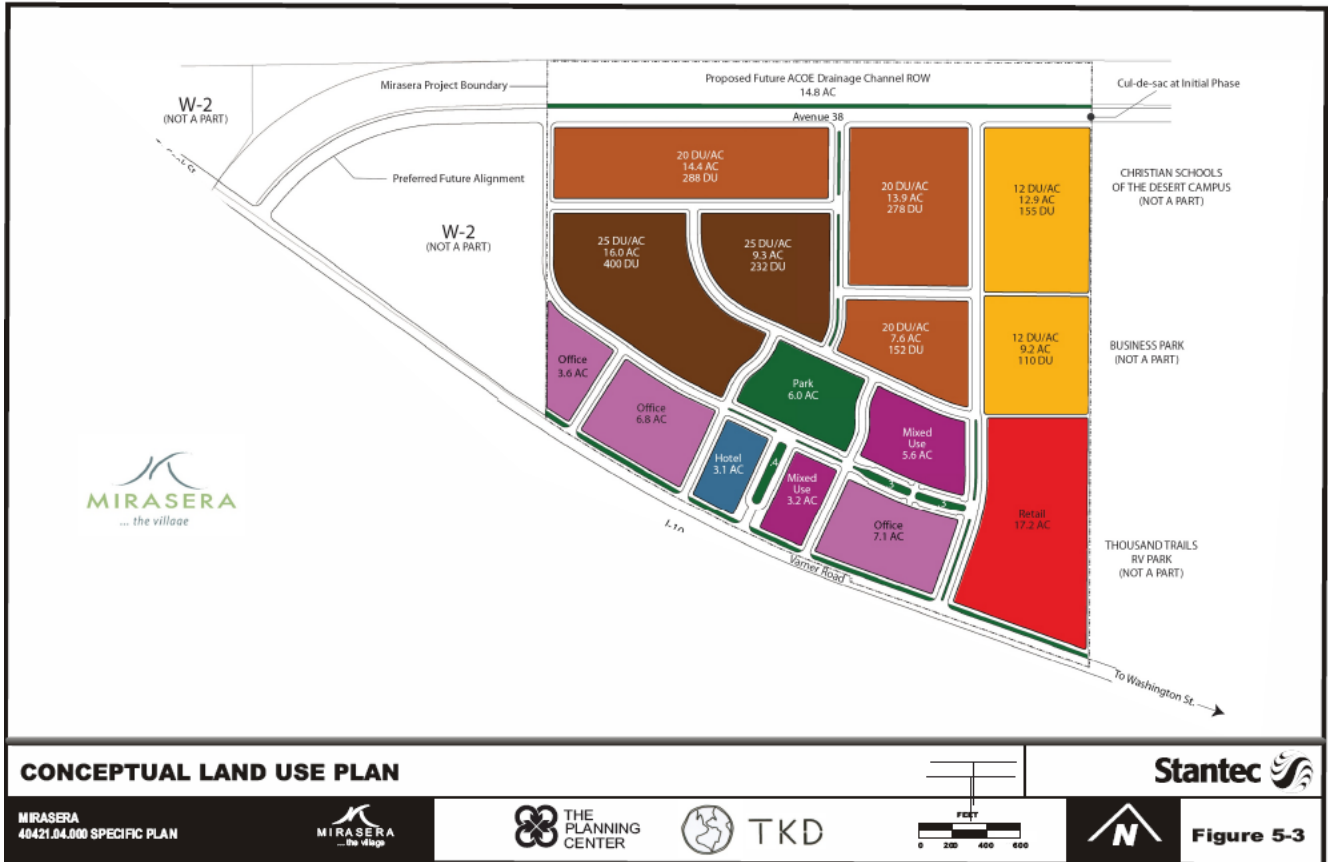 Proposed Future ACOE Drainage Channel ROW
14.8 AC
Mirasera Project Boundary
Cul-de-sac at Initial Phase
W-2
(NOT A PART)
Avenue 38
Preferred Future Alignment
W-2
(NOT A PART)
20 DU/AC
14.4 AC
288 DU
20 DU/AC
13.9 AC
278 DU
12 DU/AC
12.9 AC
155 DU
CHRISTIAN SCHOOLS
OF THE DESERT CAMPUS
(NOT A PART)
25 DU/AC
16.0 AC
400 DU
25 DU/AC
9.3 AC
232 DU
20 DU/AC
7.6 AC
152 DU
12 DU/AC
9.2 AC
110 DU
BUSINESS PARK
(NOT A PART)
Office
3.6 AC
Office
6.8 AC
Park
6.0 AC
Mixed
Use
5.6 AC
Hotel
3.1 AC
.4
Mixed
Use
3.2 AC
Office
7.1 AC
Retail
17.2 AC
THOUSAND TRAILS
RV PARK
(NOT A PART)
I-10
Varner Road
To Washington St.
MIRASERA
... the village
CONCEPTUAL LAND USE PLAN
Stantec
MIRASERA
40421.04.000 SPECIFIC PLAN
MIRASERA
... the village
THE
PLANNING
CENTER
TKD
FEET
0 200 400 600
N
Figure 5-3